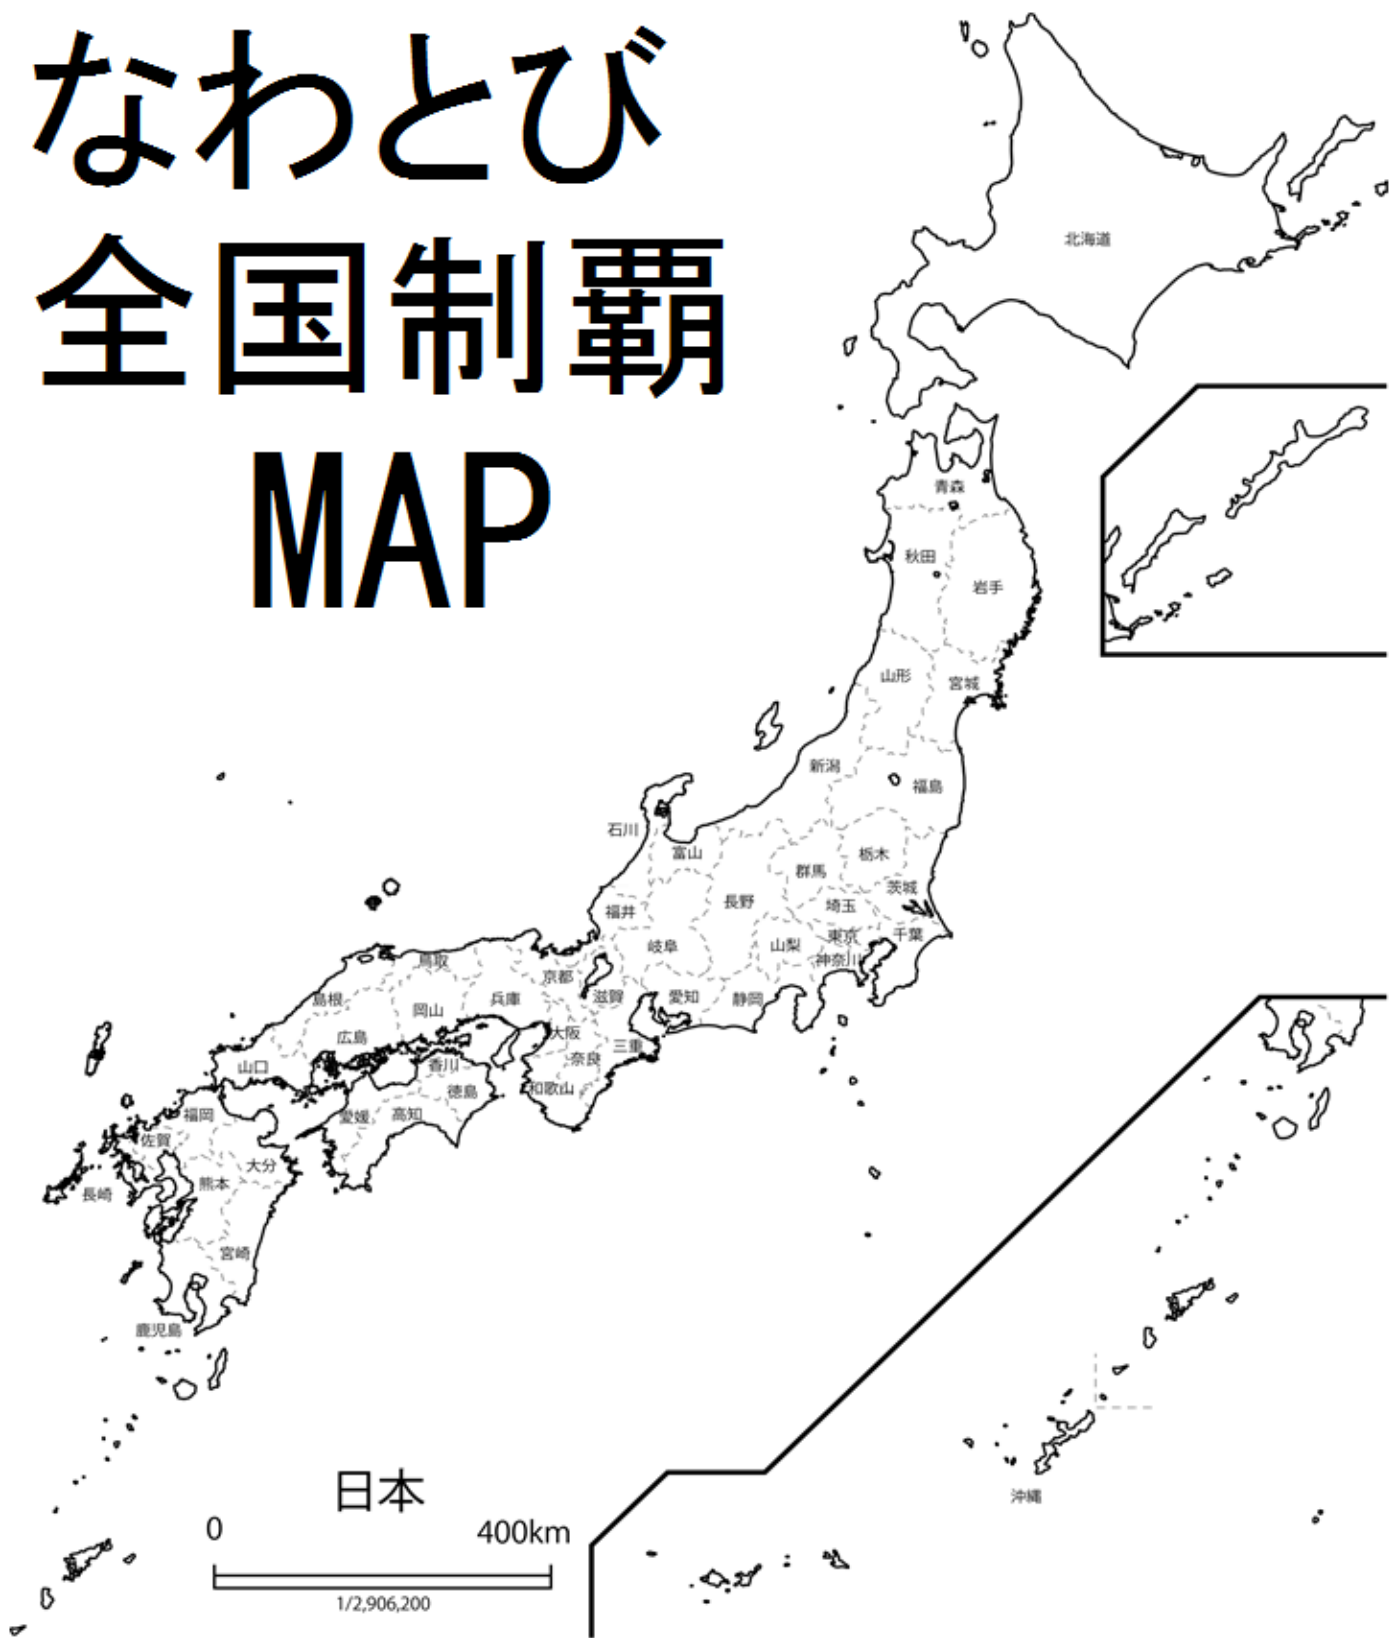 なわとび
全国制覇
MAP
北海道
青森
秋田
岩手
山形
宮城
新潟
福島
石川
富山
栃木
群馬
茨城
長野
埼玉
福井
東京
千葉
岐阜
山梨
神奈川
鳥取
京都
滋賀
愛知
静岡
島根
岡山
兵庫
広島
大阪
三重
奈良
山口
香川
和歌山
徳島
福岡
愛媛
高知
佐賀
大分
熊本
長崎
宮崎
鹿児島
日本
0
400km
1/2,906,200
沖縄